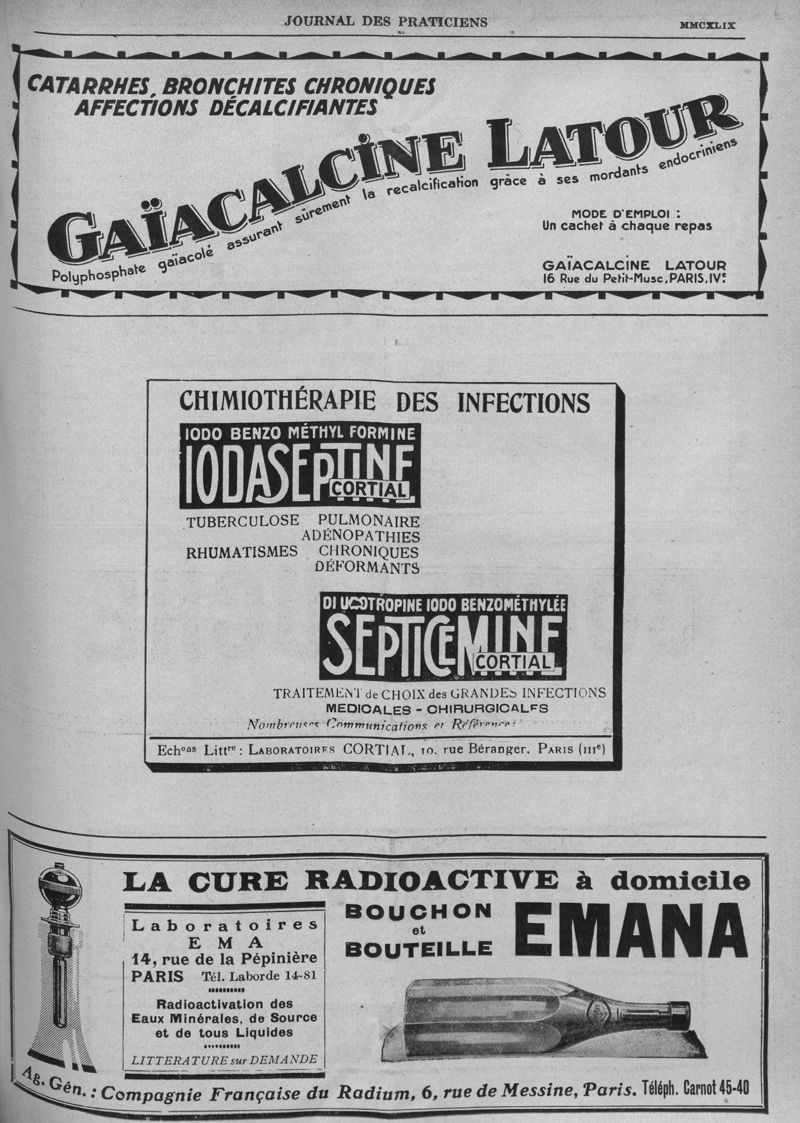 JOURNAL DES PRATICIENS
MMCXLIX
CATARRHES, BRONCHITES CHRONIQUES
AFFECTIONS DÉCALCIFIANTES
GAÏACALCINE LATOUR
Polyphosphate gaïacolé assurant sûrement la recalcification grâce à ses mordants endocriniens
MODE D'EMPLOI :
Un cachet à chaque repas
GAÏACALCINE LATOUR
16 Rue du Petit-Musc, PARIS, IVe
CHIMIOTHÉRAPIE DES INFECTIONS
IODO BENZO MÉTHYL FORMINE
IODASEPTINE
CORTIAL
TUBERCULOSE PULMONAIRE
ADÉNOPATHIES
RHUMATISMES CHRONIQUES
DÉFORMANTS
DI UCOTROPINE IODO BENZOMÉTHYLÉE
SEPTICEMINE
CORTIAL
TRAITEMENT de CHOIX des GRANDES INFECTIONS
MEDICALES - CHIRURGICALES
Nombreuses Communications et Références
Echons Littre : LABORATOIRES CORTIAL, 10, rue Béranger, PARIS (IIIe)
LA CURE RADIOACTIVE à domicile
BOUCHON
et
BOUTEILLE
EMANA
Laboratoires
EMA
14, rue de la Pépinière
PARIS Tél. Laborde 14-81
Radioactivation des
Eaux Minérales, de Source
et de tous Liquides
LITTERATURE sur DEMANDE
Ag. Gén. : Compagnie Française du Radium, 6, rue de Messine, Paris. Téléph. Carnot 45-40